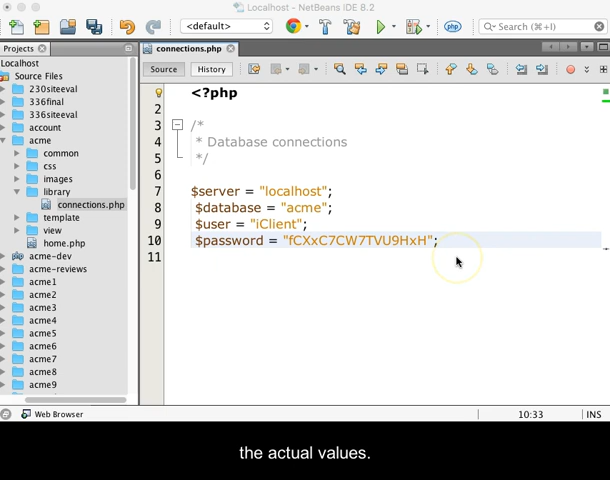 Localhost - NetBeans IDE 8.2
<default>
php
Search (⌘+I)
Projects
connections.php
Localhost
Source Files
230siteeval
336final
336siteeval
account
acme
common
css
images
library
connections.php
template
view
home.php
acme-dev
acme-reviews
acme1
acme2
acme3
acme4
acme5
acme6
acme7
acme8
acme9
Source
History
<?php
2
3 /*
4 * Database connections
5 */
6
7 $server = "localhost";
8 $database = "acme";
9 $user = "iClient";
10 $password = "fCXxC7CW7TVU9HxH";
11
Web Browser
10:33
INS
the actual values.